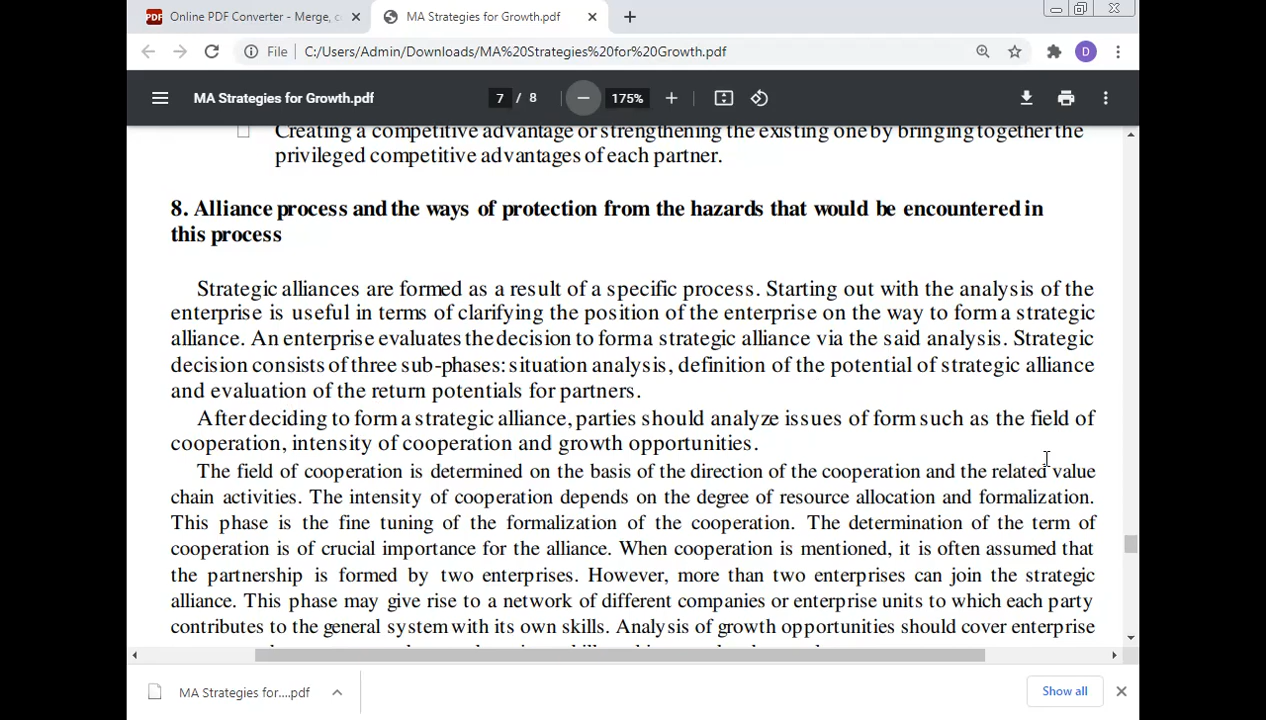 Online PDF Converter - Merge, c
MA Strategies for Growth.pdf
File
C:/Users/Admin/Downloads/MA%20Strategies%20for%20Growth.pdf
D
MA Strategies for Growth.pdf
7 / 8
175%
Creating a competitive advantage or strengthening the existing one by bringing together the
privileged competitive advantages of each partner.
8. Alliance process and the ways of protection from the hazards that would be encountered in
this process
Strategic alliances are formed as a result of a specific process. Starting out with the analysis of the
enterprise is useful in terms of clarifying the position of the enterprise on the way to form a strategic
alliance. An enterprise evaluates the decision to form a strategic alliance via the said analysis. Strategic
decision consists of three sub-phases: situation analysis, definition of the potential of strategic alliance
and evaluation of the return potentials for partners.
After deciding to form a strategic alliance, parties should analyze issues of form such as the field of
cooperation, intensity of cooperation and growth opportunities.
The field of cooperation is determined on the basis of the direction of the cooperation and the related value
chain activities. The intensity of cooperation depends on the degree of resource allocation and formalization.
This phase is the fine tuning of the formalization of the cooperation. The determination of the term of
cooperation is of crucial importance for the alliance. When cooperation is mentioned, it is often assumed that
the partnership is formed by two enterprises. However, more than two enterprises can join the strategic
alliance. This phase may give rise to a network of different companies or enterprise units to which each party
contributes to the general system with its own skills. Analysis of growth opportunities should cover enterprise
MA Strategies for....pdf
Show all